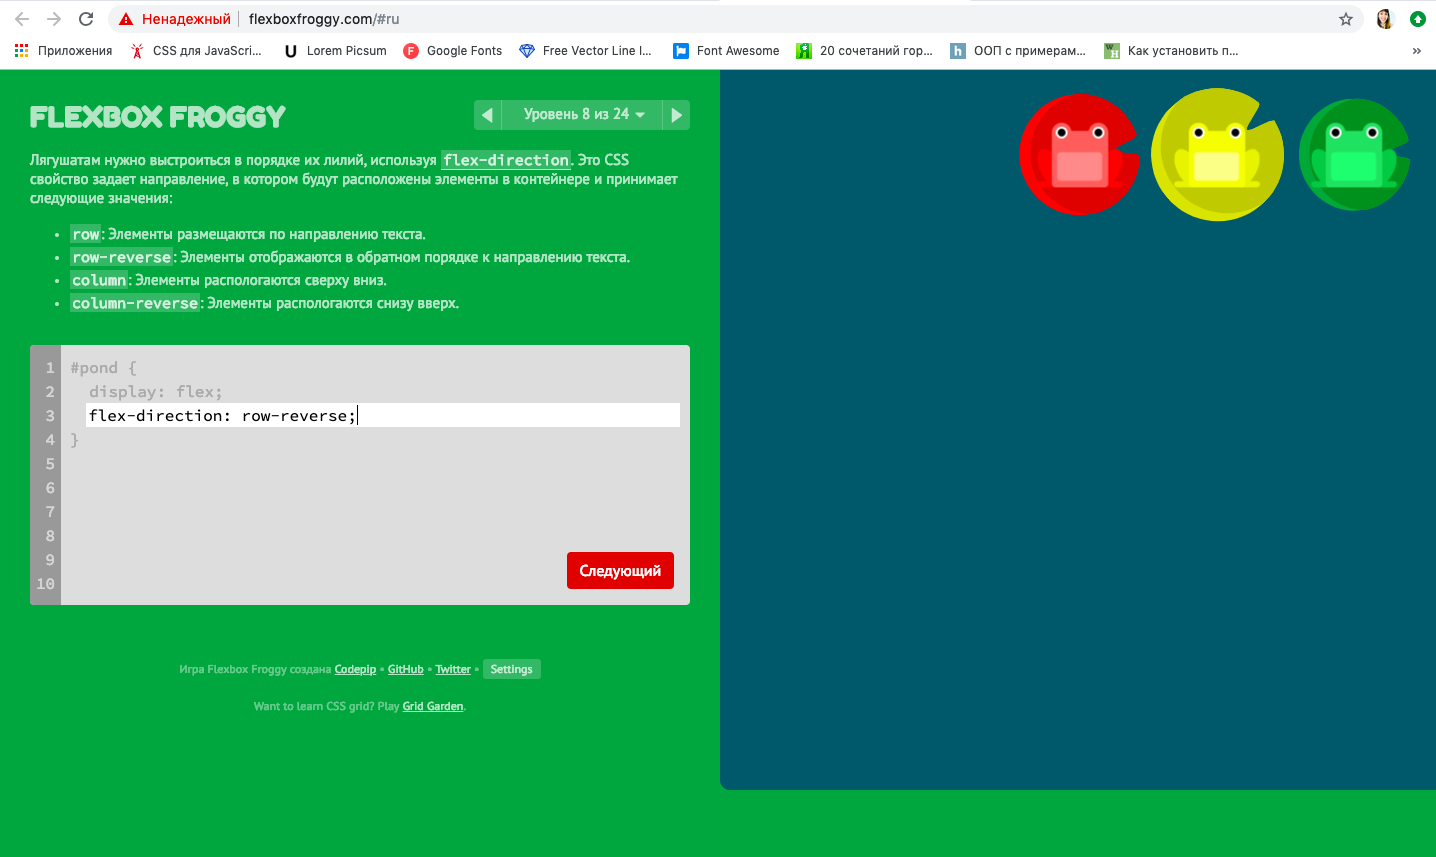 Ненадежный flexboxfroggy.com/#ru
Приложения CSS для JavaScri... Lorem Picsum Google Fonts Free Vector Line I... Font Awesome 20 сочетаний гор... ООП с примерам... Как установить п... »
FLEXBOX FROGGY
Уровень 8 из 24
Лягушатам нужно выстроиться в порядке их лилий, используя flex-direction. Это CSS
свойство задает направление, в котором будут расположены элементы в контейнере и принимает
следующие значения:
• row: Элементы размещаются по направлению текста.
• row-reverse: Элементы отображаются в обратном порядке к направлению текста.
• column: Элементы распологаются сверху вниз.
• column-reverse: Элементы распологаются снизу вверх.
1 #pond {
2 display: flex;
3 flex-direction: row-reverse;
4 }
5
6
7
8
9
10
Следующий
Игра Flexbox Froggy создана Codepip • GitHub • Twitter • Settings
Want to learn CSS grid? Play Grid Garden.